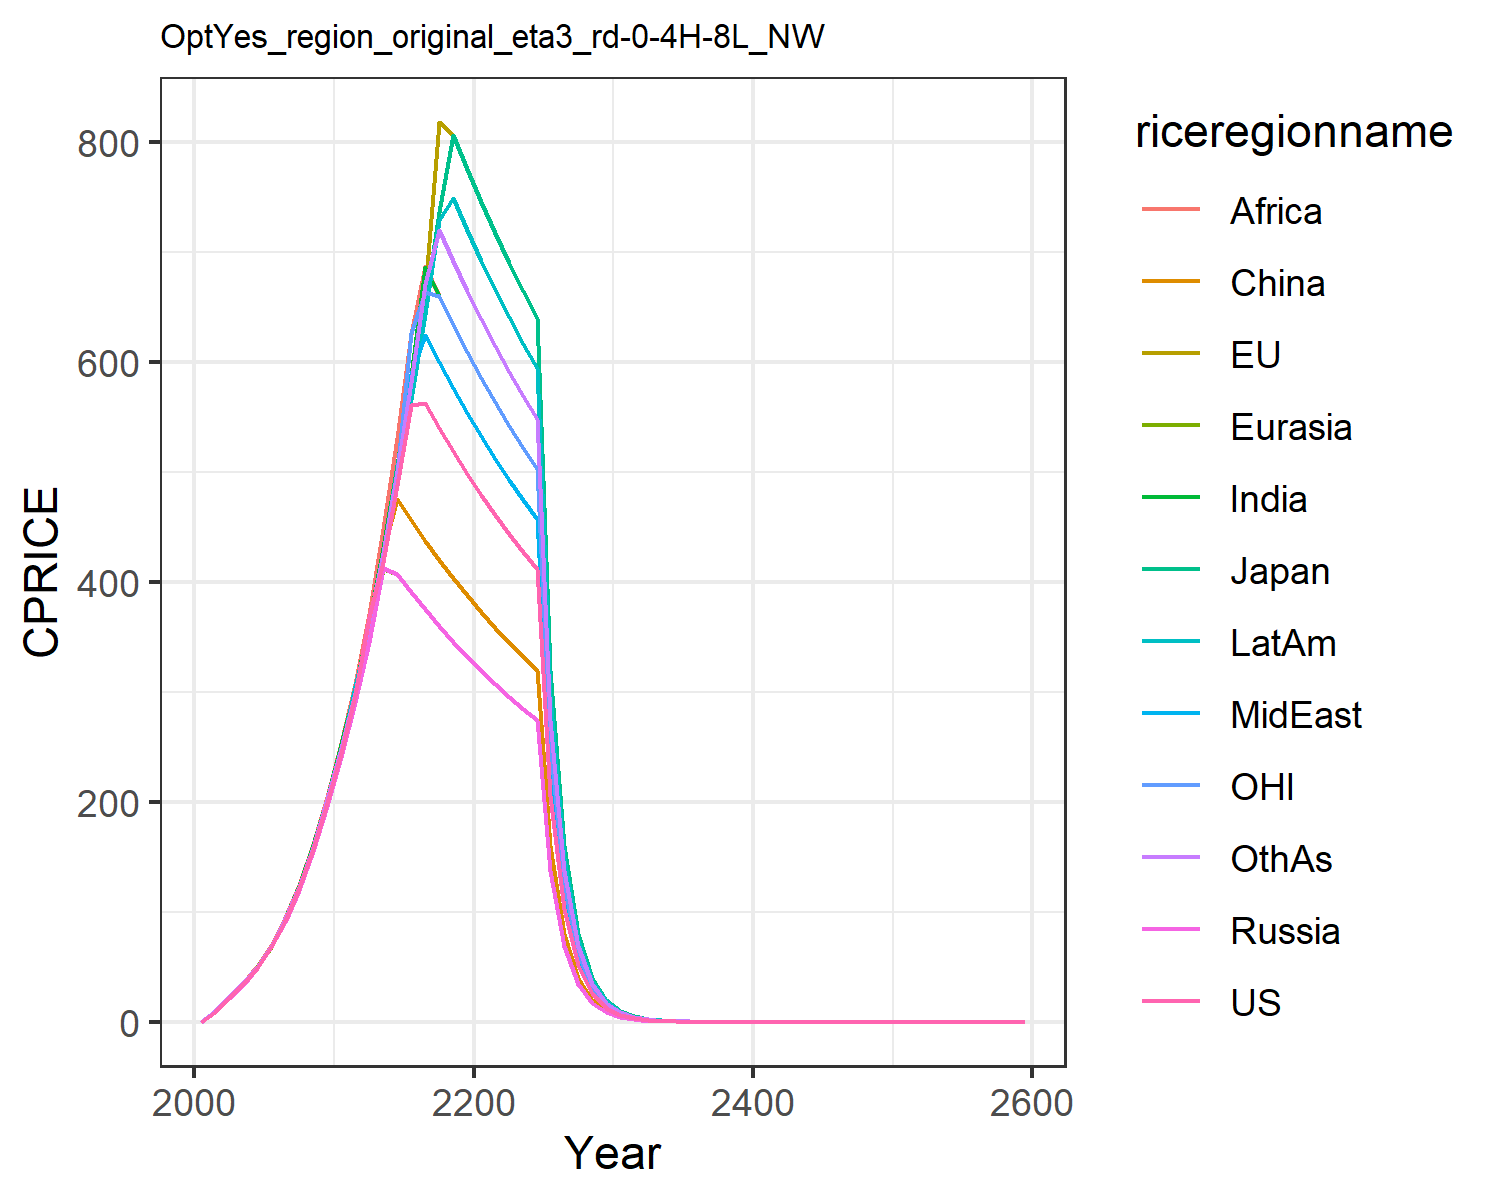 OptYes_region_original_eta3_rd-0-4H-8L_NW
800
600
400
200
0
CPRICE
2000 2200 2400 2600
Year
riceregionname
Africa
China
EU
Eurasia
India
Japan
LatAm
MidEast
OHI
OthAs
Russia
US